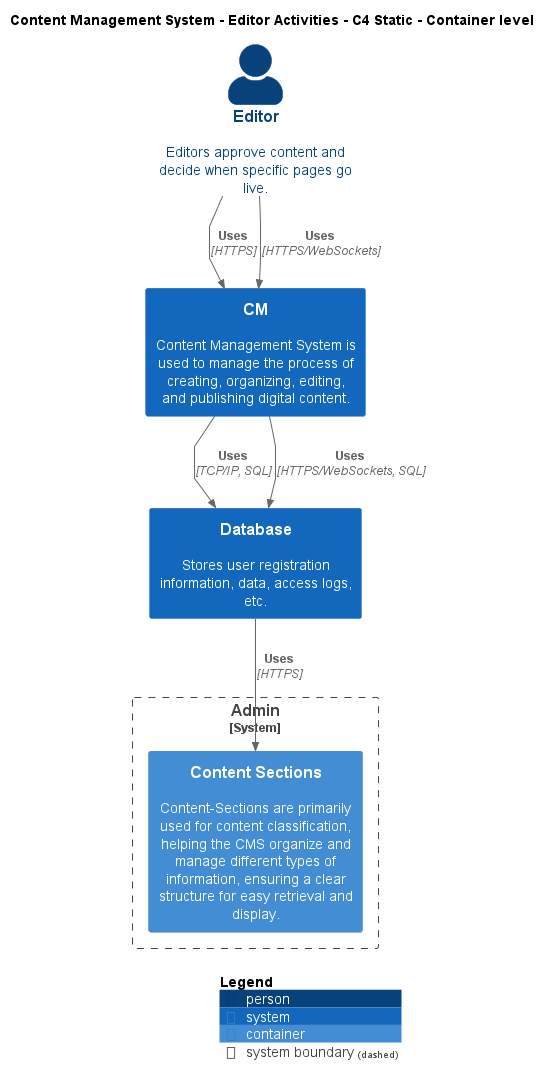 Content Management System - Editor Activities - C4 Static - Container level
Editor
Editors approve content and
decide when specific pages go
live.
Uses
[HTTPS]
Uses
[HTTPS/WebSockets]
CM
Content Management System is
used to manage the process of
creating, organizing, editing,
and publishing digital content.
Uses
[TCP/IP, SQL]
Uses
[HTTPS/WebSockets, SQL]
Database
Stores user registration
information, data, access logs,
etc.
Uses
[HTTPS]
Admin
[System]
Content Sections
Content-Sections are primarily
used for content classification,
helping the CMS organize and
manage different types of
information, ensuring a clear
structure for easy retrieval and
display.
Legend
person
system
container
system boundary (dashed)